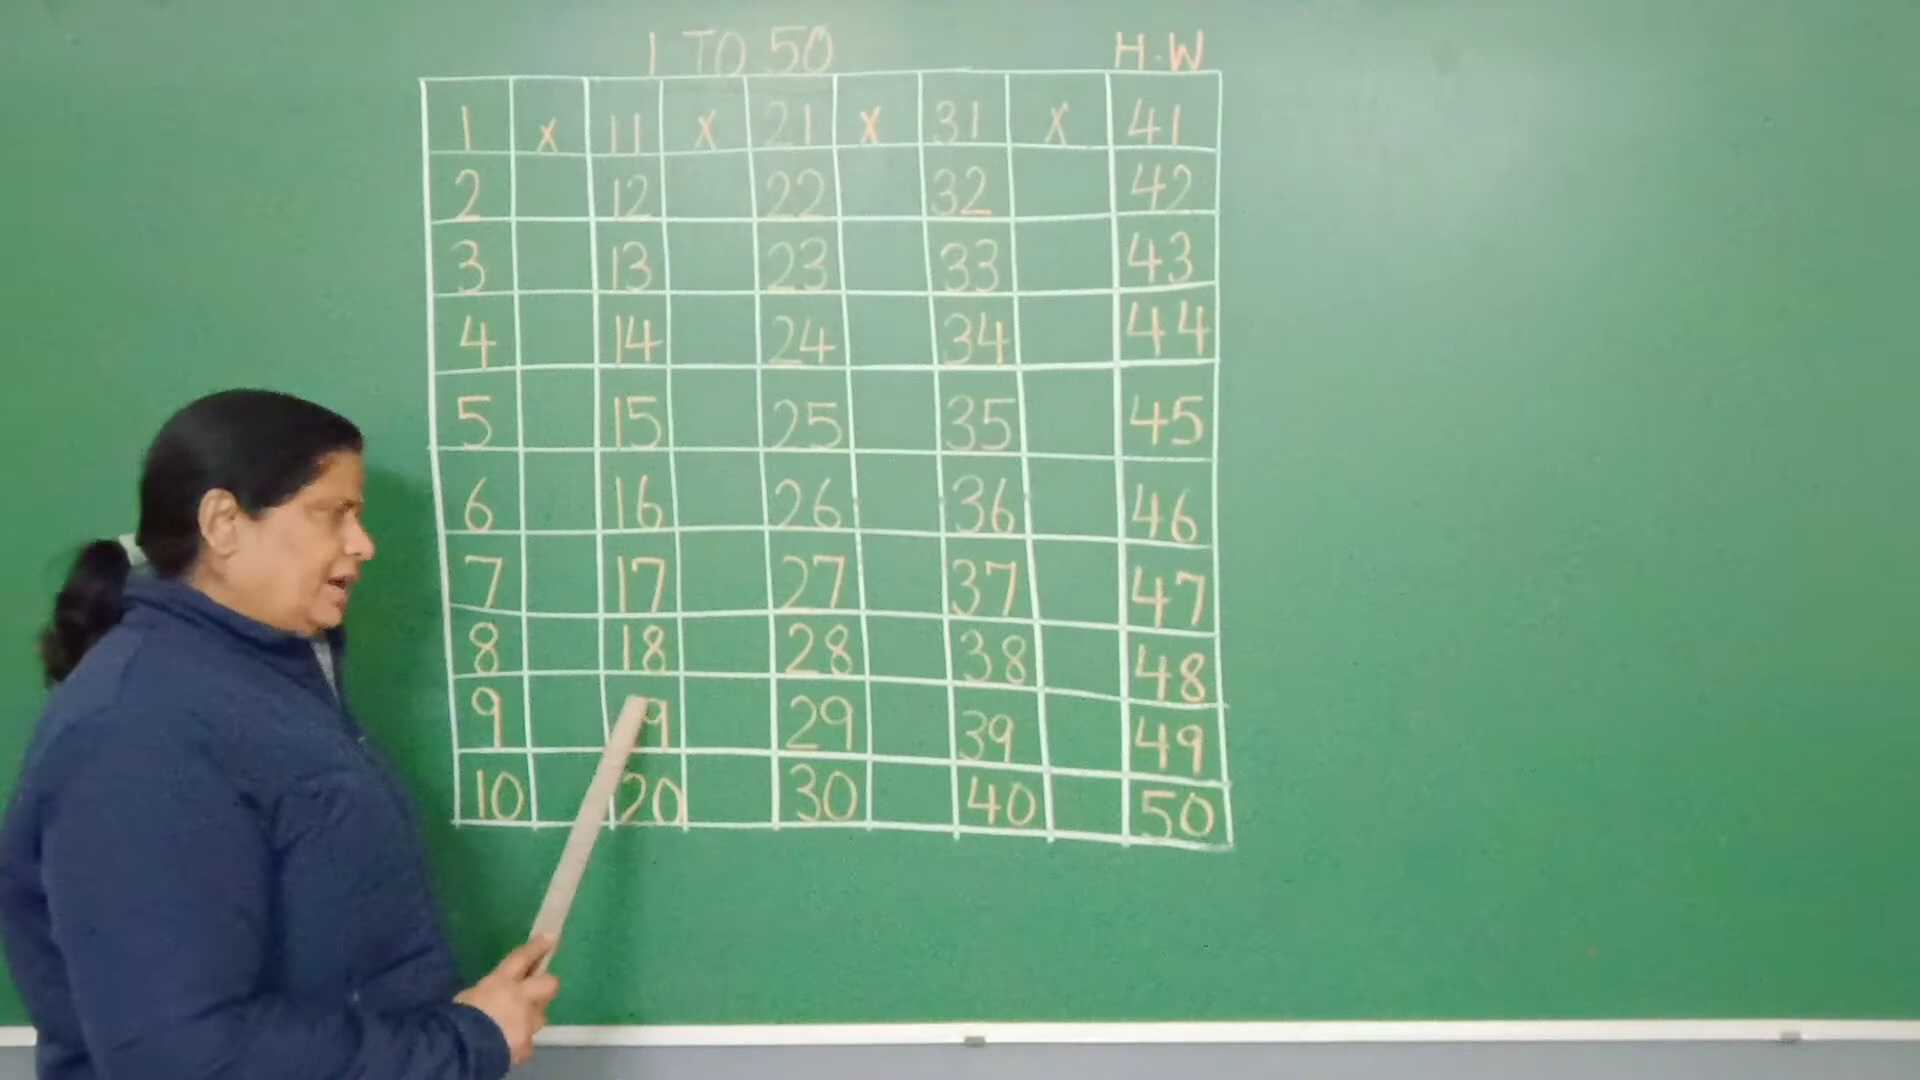 1 TO 50 H.W
1 x 11 x 21 x 31 x 41
2 12 22 32 42
3 13 23 33 43
4 14 24 34 44
5 15 25 35 45
6 16 26 36 46
7 17 27 37 47
8 18 28 38 48
9 9 29 39 49
10 20 30 40 50